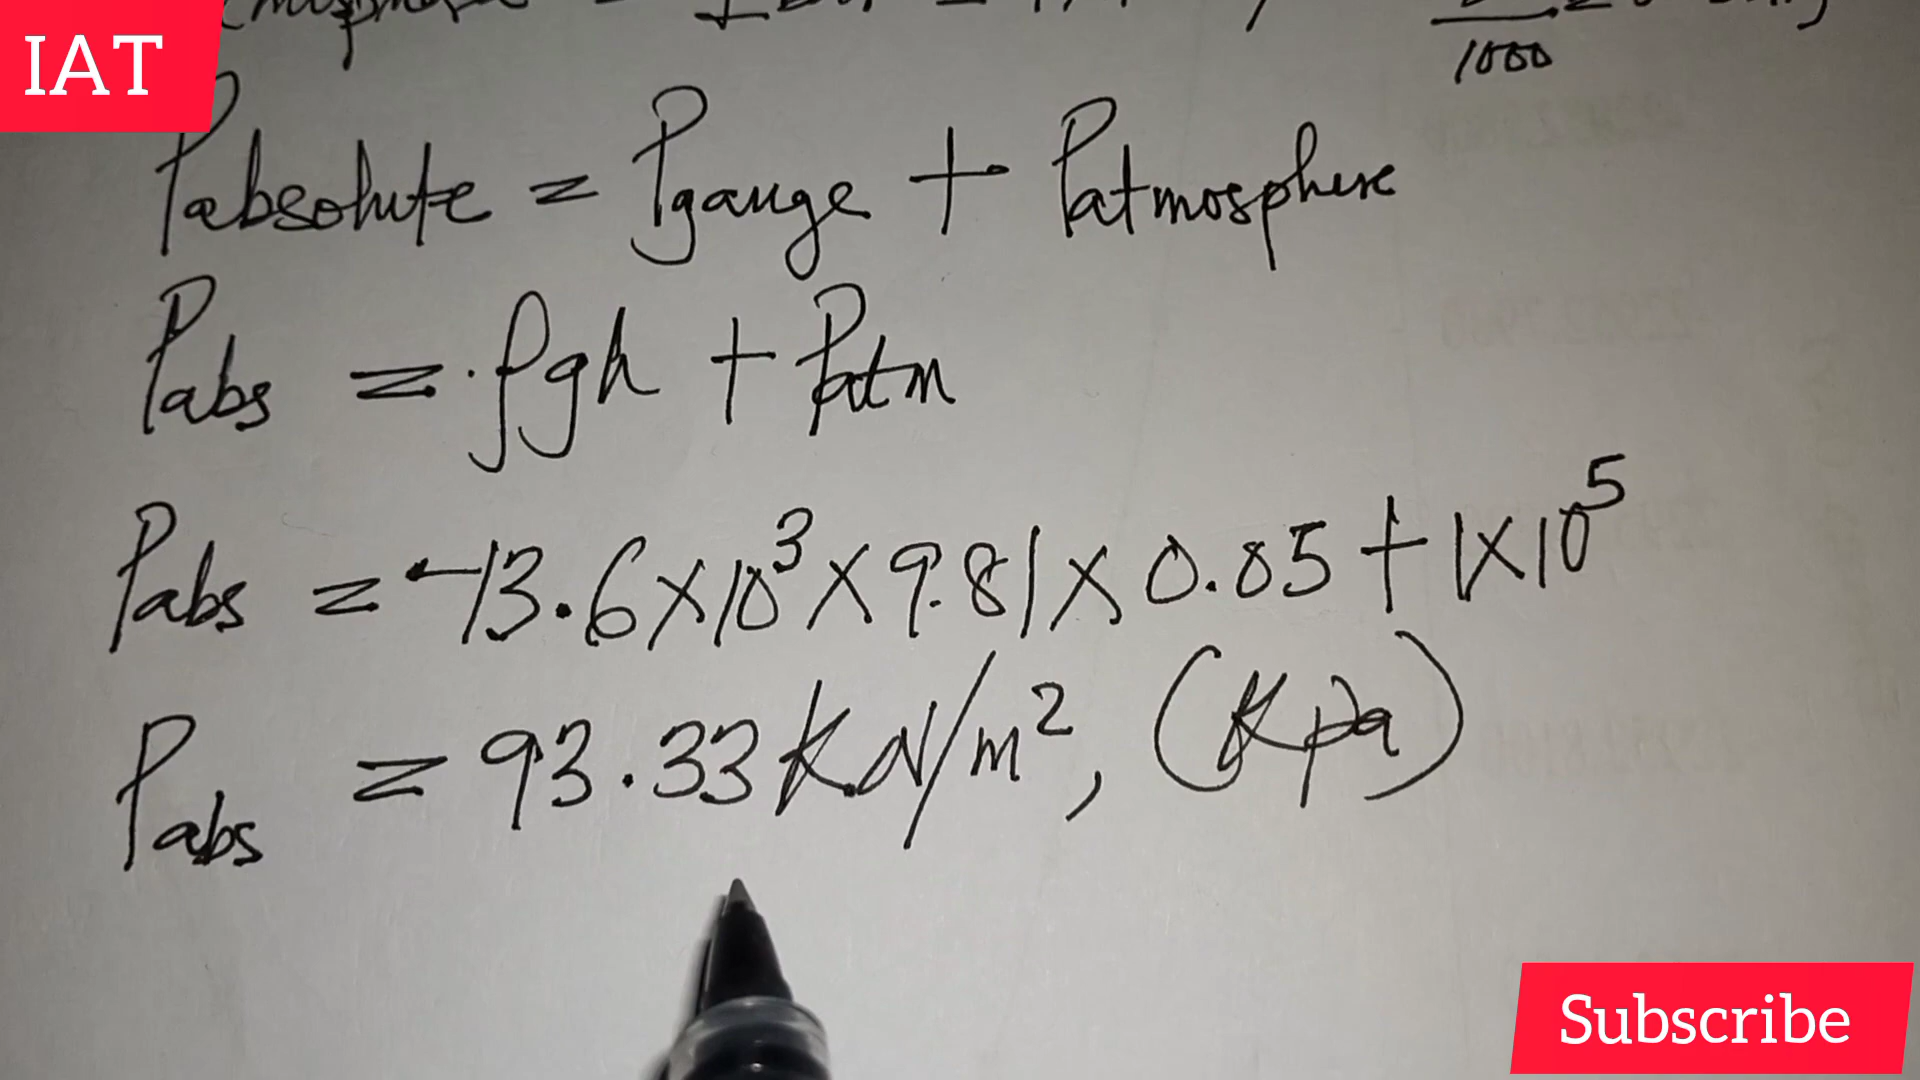 IAT
1000
Pabsolute = Pgauge + Patmosphere
Pabs = ρgh + Patm
Pabs = -13.6×10³×9.81×0.05+1×10⁵
Pabs = 93.33 KN/m², (Kpa)
Subscribe